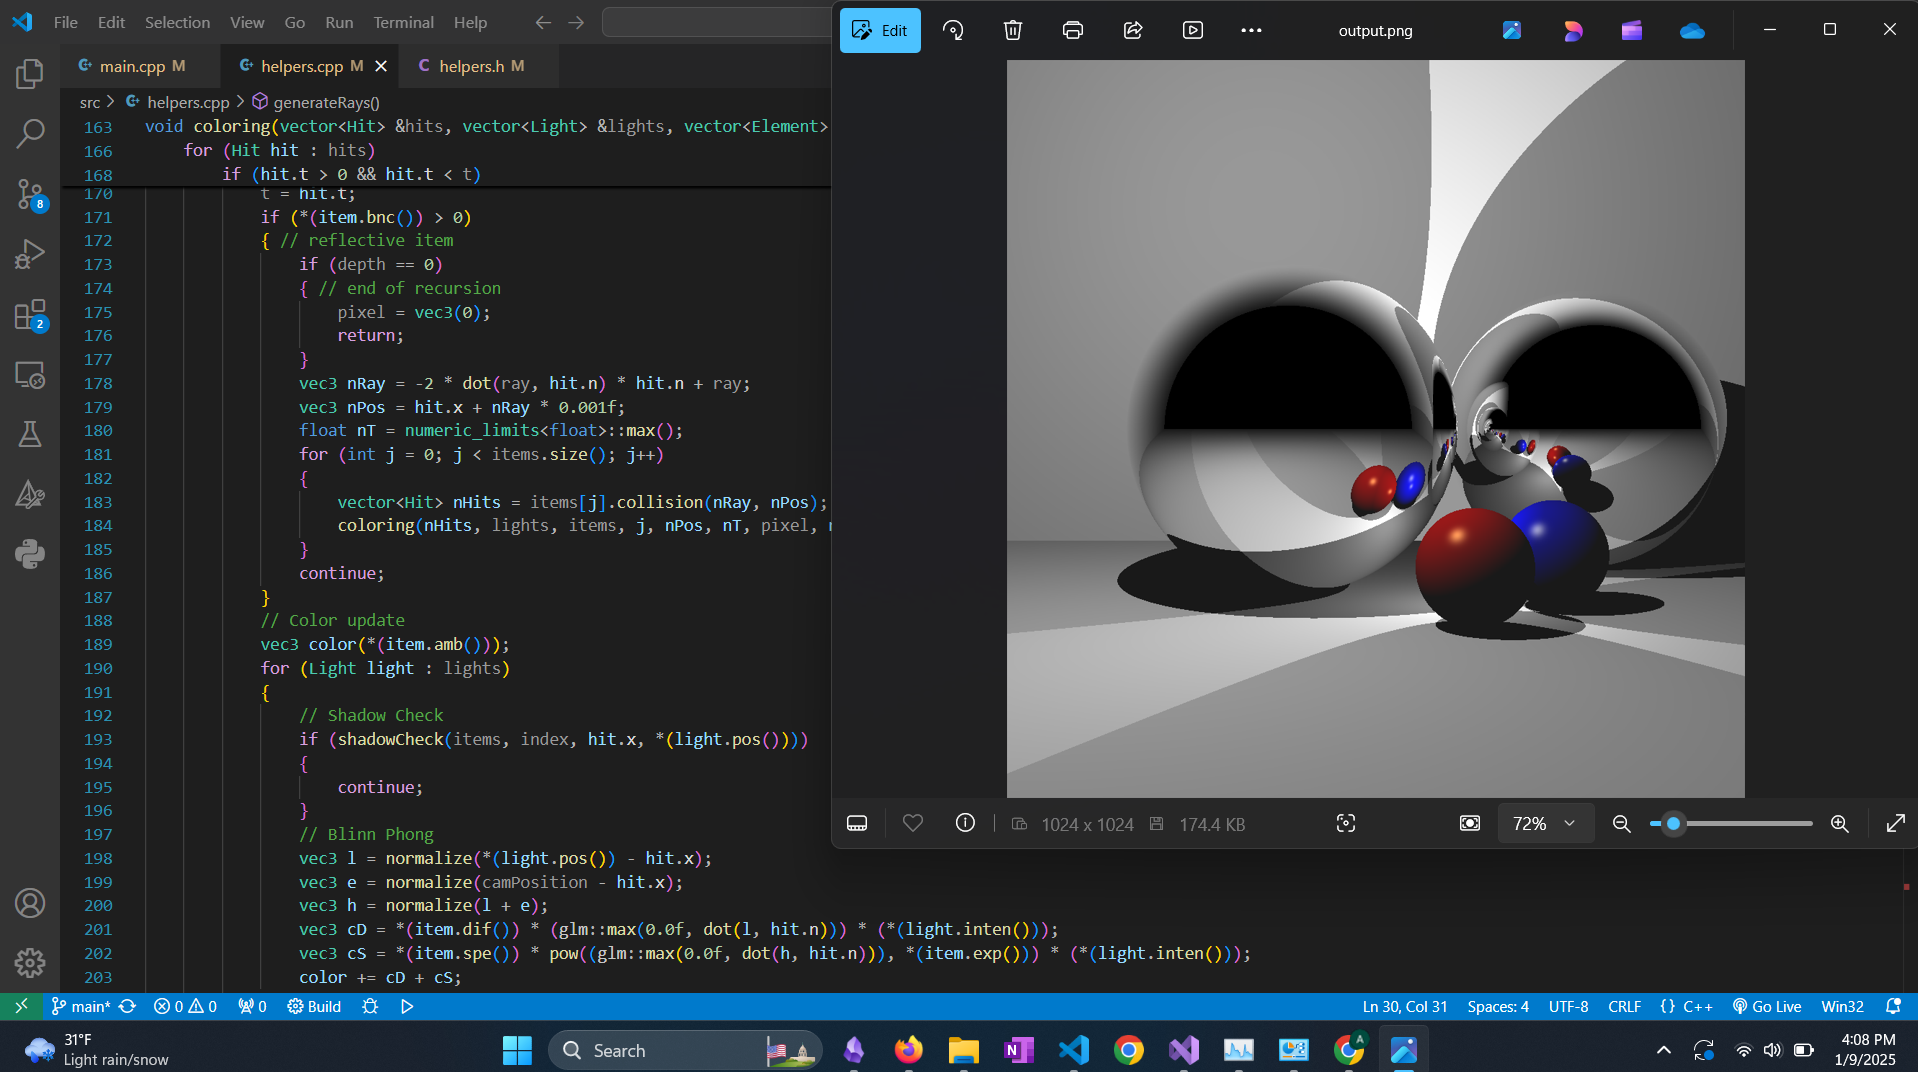 File Edit Selection View Go Run Terminal Help
main.cpp M
helpers.cpp M
helpers.h M
src > helpers.cpp > generateRays()
163 void coloring(vector<Hit> &hits, vector<Light> &lights, vector<Element>
166 for (Hit hit : hits)
168 if (hit.t > 0 && hit.t < t)
170 t = hit.t;
171 if (*(item.bnc()) > 0)
172 { // reflective item
173 if (depth == 0)
174 { // end of recursion
175 pixel = vec3(0);
176 return;
177 }
178 vec3 nRay = -2 * dot(ray, hit.n) * hit.n + ray;
179 vec3 nPos = hit.x + nRay * 0.001f;
180 float nT = numeric_limits<float>::max();
181 for (int j = 0; j < items.size(); j++)
182 {
183 vector<Hit> nHits = items[j].collision(nRay, nPos);
184 coloring(nHits, lights, items, j, nPos, nT, pixel,
185 }
186 continue;
187 }
188 // Color update
189 vec3 color(*(item.amb()));
190 for (Light light : lights)
191 {
192 // Shadow Check
193 if (shadowCheck(items, index, hit.x, *(light.pos())))
194 {
195 continue;
196 }
197 // Blinn Phong
198 vec3 l = normalize(*(light.pos()) - hit.x);
199 vec3 e = normalize(camPosition - hit.x);
200 vec3 h = normalize(l + e);
201 vec3 cD = *(item.dif()) * (glm::max(0.0f, dot(l, hit.n))) * (*(light.inten()));
202 vec3 cS = *(item.spe()) * pow((glm::max(0.0f, dot(h, hit.n))), *(item.exp())) * (*(light.inten()));
203 color += cD + cS;
8
2
Edit
output.png
1024 x 1024 174.4 KB
72%
main* 0 0 0 Build
Ln 30, Col 31 Spaces: 4 UTF-8 CRLF {} C++ Go Live Win32
31°F
Light rain/snow
Search
A
4:08 PM
1/9/2025